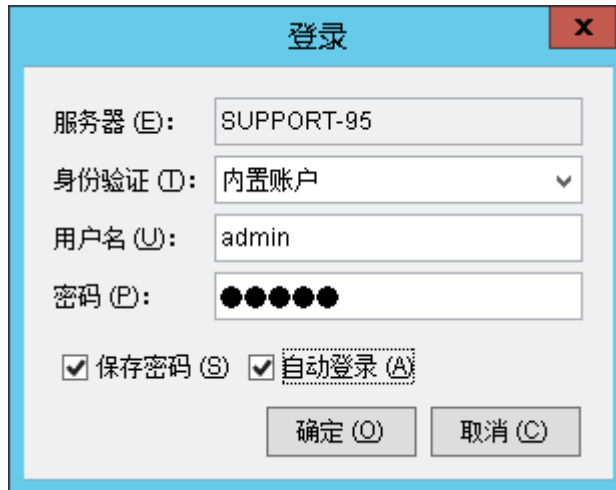 登录
x
服务器 (E):
SUPPORT-95
身份验证 (T):
内置账户
用户名 (U):
admin
密码 (P):
●●●●●
保存密码 (S) 自动登录 (A)
确定 (O) 取消 (C)